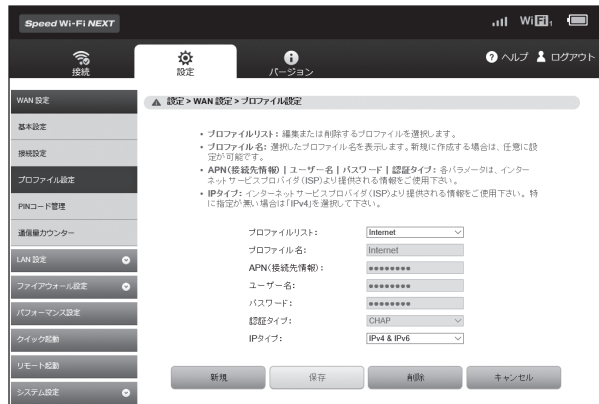 Speed Wi-Fi NEXT
WiFi 1
接続
設定
バージョン
ヘルプ
ログアウト
WAN 設定
基本設定
接続設定
プロファイル設定
PINコード管理
通信量カウンター
LAN 設定
ファイアウォール設定
パフォーマンス設定
クイック起動
リモート起動
システム設定
設定 > WAN 設定 > プロファイル設定
• プロファイルリスト: 編集または削除するプロファイルを選択します。
• プロファイル名: 選択したプロファイル名を表示します。新規に作成する場合は、任意に設
定が可能です。
• APN(接続先情報) | ユーザー名 | パスワード | 認証タイプ: 各パラメータは、インター
ネットサービスプロバイダ(ISP)より提供される情報をご使用下さい。
• IPタイプ: インターネットサービスプロバイダ(ISP)より提供される情報をご使用下さい。特
に指定が無い場合は「IPv4」を選択して下さい。
プロファイルリスト: Internet
プロファイル名: Internet
APN(接続先情報): ●●●●●●●●
ユーザー名: ●●●●●●●●
パスワード: ●●●●●●●●
認証タイプ: CHAP
IPタイプ: IPv4 & IPv6
新規
保存
削除
キャンセル